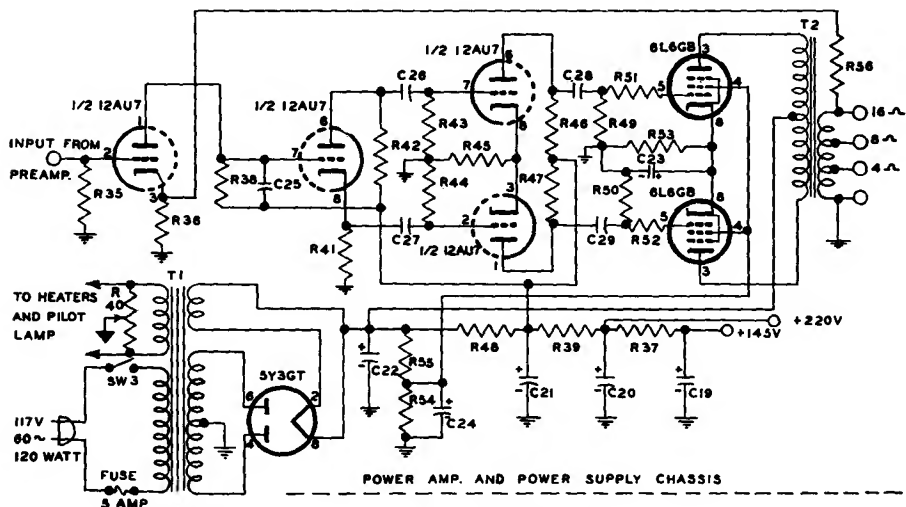 T2
1/2 12AU7
6
6L6GB
3
C26
7
C28
R51
5
4
R56
1/2 12AU7
1
1/2 12AU7
6
8
8
16 Ω
R43
R46
R49
INPUT FROM
PREAMP.
2
7
R42
R45
R53
8 Ω
R38
C25
C23
4 Ω
3
8
R44
3
R47
R50
6L6GB
8
R35
R36
C27
2
C29
5
4
R52
R41
1/2 12AU7
1
3
T1
TO HEATERS
AND PILOT
LAMP
R
40
+220V
R48
R39
R37
+145V
+
-
C22
R55
R54
+
-
C24
+
-
C21
+
-
C20
+
-
C19
SW3
5Y3GT
6
2
4
8
117V
60~
120 WATT
FUSE
5 AMP
POWER AMP. AND POWER SUPPLY CHASSIS